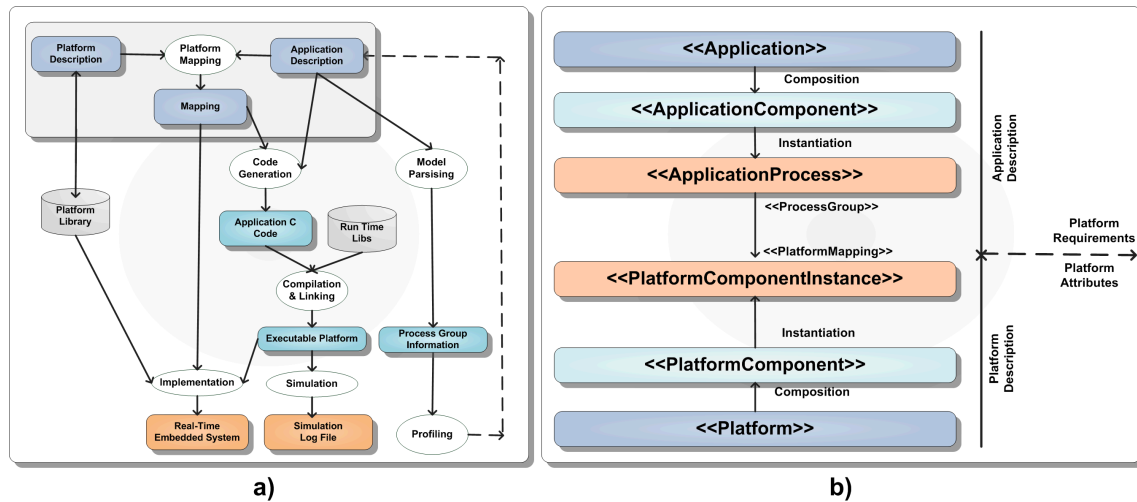 Platform
Description
Platform
Mapping
Application
Description
Mapping
Code
Generation
Model
Parsising
Platform
Library
Application C
Code
Run Time
Libs
Compilation
& Linking
Executable Platform
Process Group
Information
Implementation
Simulation
Real-Time
Embedded System
Simulation
Log File
Profiling
a)
<<Application>>
Composition
<<ApplicationComponent>>
Instantiation
<<ApplicationProcess>>
<<ProcessGroup>>
<<PlatformMapping>>
<<PlatformComponentInstance>>
Instantiation
<<PlatformComponent>>
Composition
<<Platform>>
Application
Description
Platform
Requirements
Platform
Attributes
Platform
Description
b)